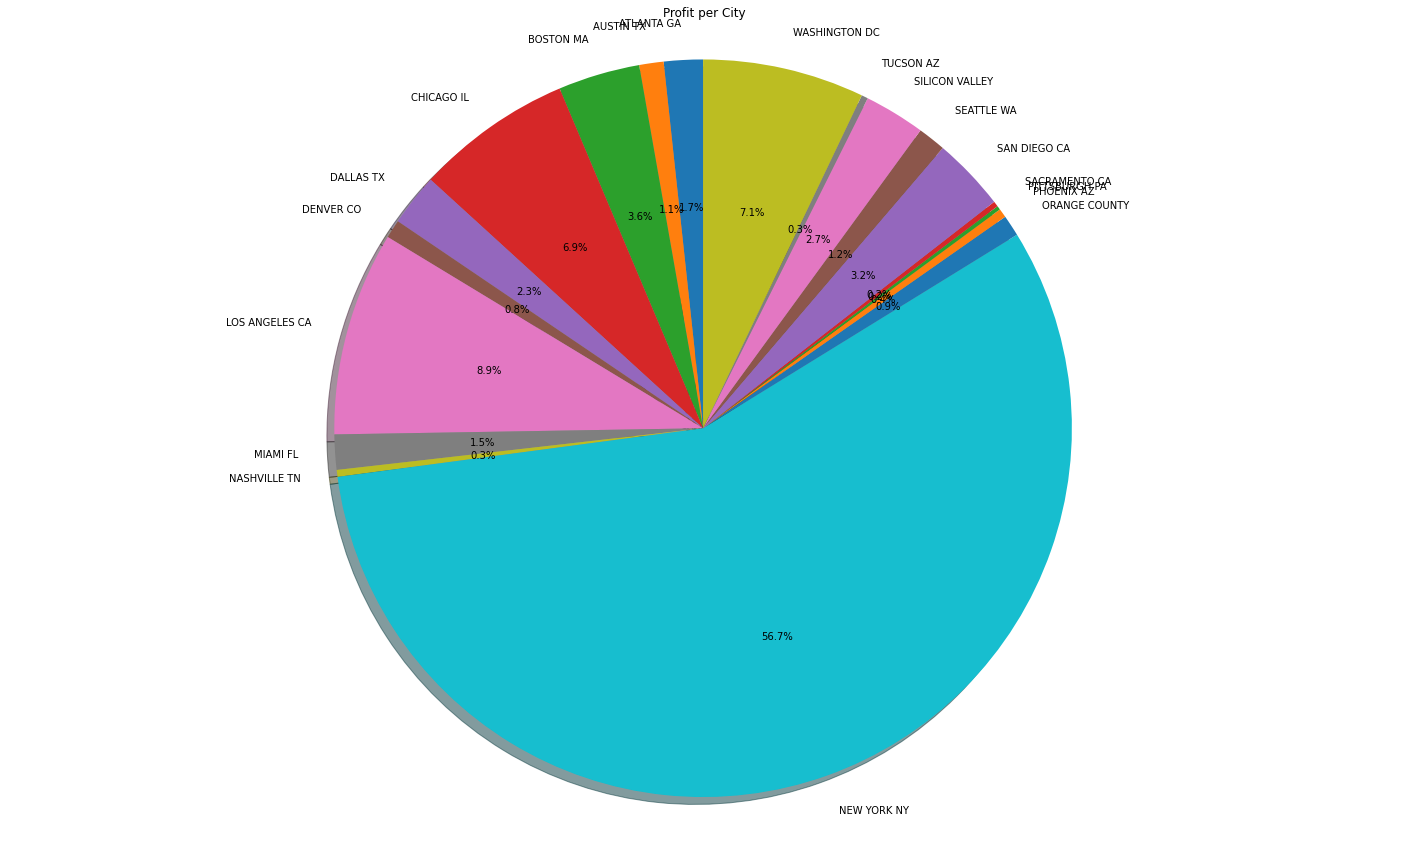 Profit per City
ATLANTA GA
AUSTIN TX
BOSTON MA
CHICAGO IL
DALLAS TX
DENVER CO
LOS ANGELES CA
MIAMI FL
NASHVILLE TN
NEW YORK NY
ORANGE COUNTY
PHOENIX AZ
PITTSBURGH PA
SACRAMENTO CA
SAN DIEGO CA
SEATTLE WA
SILICON VALLEY
TUCSON AZ
WASHINGTON DC
1.7%
1.1%
3.6%
6.9%
2.3%
0.8%
8.9%
1.5%
0.3%
56.7%
0.9%
3.2%
1.2%
2.7%
0.3%
7.1%